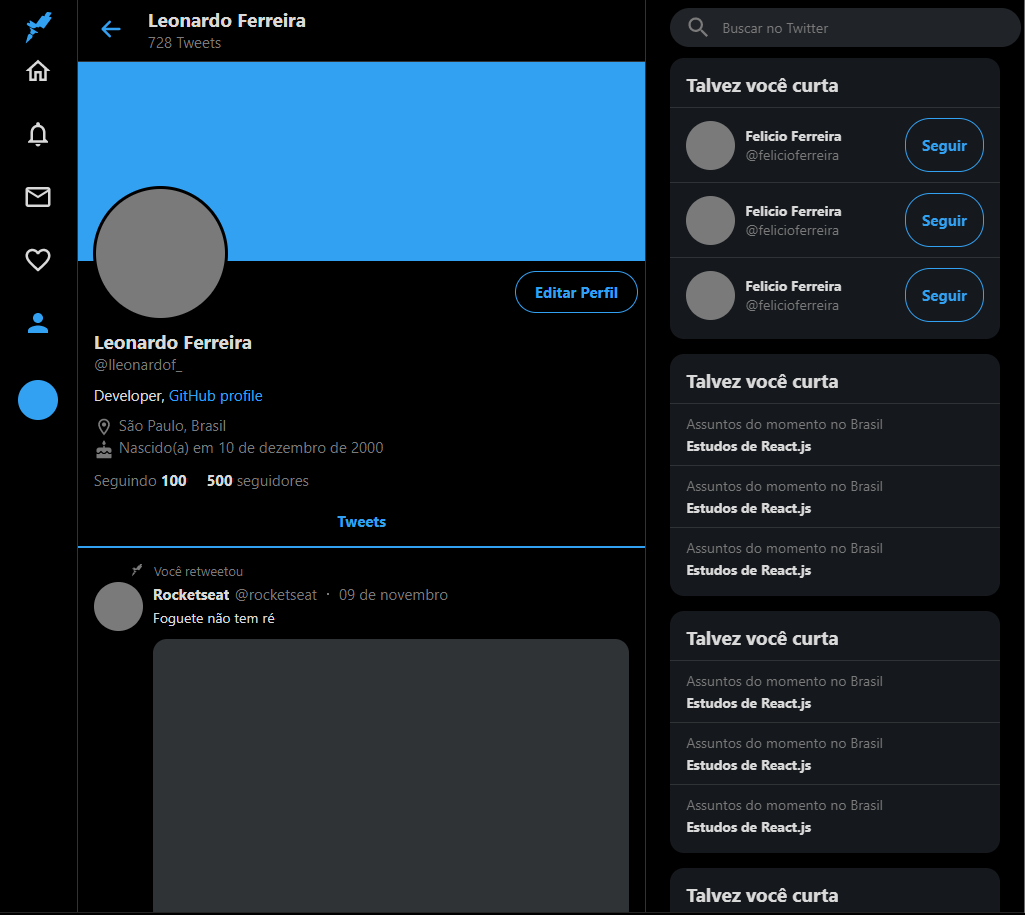 Leonardo Ferreira
728 Tweets
Editar Perfil
Leonardo Ferreira
@lleonardof_
Developer, GitHub profile
São Paulo, Brasil
Nascido(a) em 10 de dezembro de 2000
Seguindo 100 500 seguidores
Tweets
Você retweetou
Rocketseat @rocketseat · 09 de novembro
Foguete não tem ré
Buscar no Twitter
Talvez você curta
Felicio Ferreira
@felicioferreira
Seguir
Felicio Ferreira
@felicioferreira
Seguir
Felicio Ferreira
@felicioferreira
Seguir
Talvez você curta
Assuntos do momento no Brasil
Estudos de React.js
Assuntos do momento no Brasil
Estudos de React.js
Assuntos do momento no Brasil
Estudos de React.js
Talvez você curta
Assuntos do momento no Brasil
Estudos de React.js
Assuntos do momento no Brasil
Estudos de React.js
Assuntos do momento no Brasil
Estudos de React.js
Talvez você curta